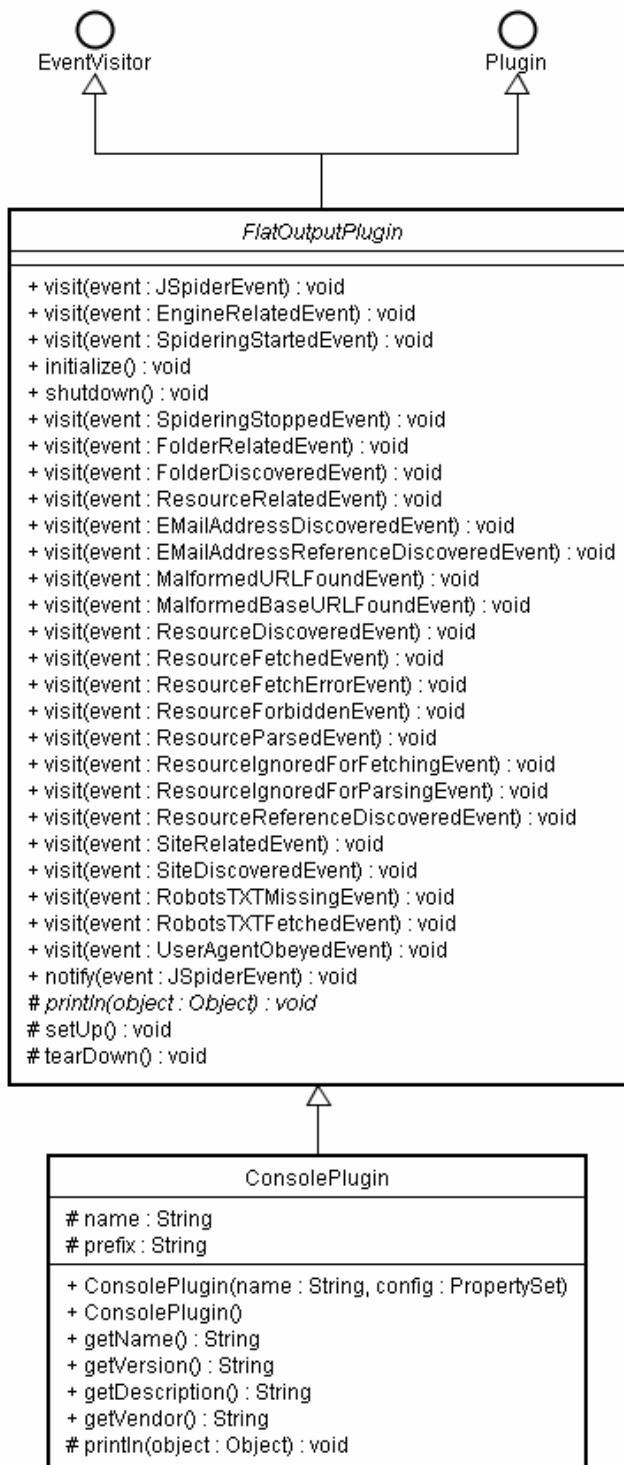 EventVisitor
Plugin
FlatOutputPlugin
+ visit(event : JSpiderEvent) : void
+ visit(event : EngineRelatedEvent) : void
+ visit(event : SpideringStartedEvent) : void
+ initialize() : void
+ shutdown() : void
+ visit(event : SpideringStoppedEvent) : void
+ visit(event : FolderRelatedEvent) : void
+ visit(event : FolderDiscoveredEvent) : void
+ visit(event : ResourceRelatedEvent) : void
+ visit(event : EMailAddressDiscoveredEvent) : void
+ visit(event : EMailAddressReferenceDiscoveredEvent) : void
+ visit(event : MalformedURLFoundEvent) : void
+ visit(event : MalformedBaseURLFoundEvent) : void
+ visit(event : ResourceDiscoveredEvent) : void
+ visit(event : ResourceFetchedEvent) : void
+ visit(event : ResourceFetchErrorEvent) : void
+ visit(event : ResourceForbiddenEvent) : void
+ visit(event : ResourceParsedEvent) : void
+ visit(event : ResourceIgnoredForFetchingEvent) : void
+ visit(event : ResourceIgnoredForParsingEvent) : void
+ visit(event : ResourceReferenceDiscoveredEvent) : void
+ visit(event : SiteRelatedEvent) : void
+ visit(event : SiteDiscoveredEvent) : void
+ visit(event : RobotsTXTMissingEvent) : void
+ visit(event : RobotsTXTFetchedEvent) : void
+ visit(event : UserAgentObeyedEvent) : void
+ notify(event : JSpiderEvent) : void
# println(object : Object) : void
# setUp() : void
# tearDown() : void
ConsolePlugin
# name : String
# prefix : String
+ ConsolePlugin(name : String, config : PropertySet)
+ ConsolePlugin()
+ getName() : String
+ getVersion() : String
+ getDescription() : String
+ getVendor() : String
# println(object : Object) : void